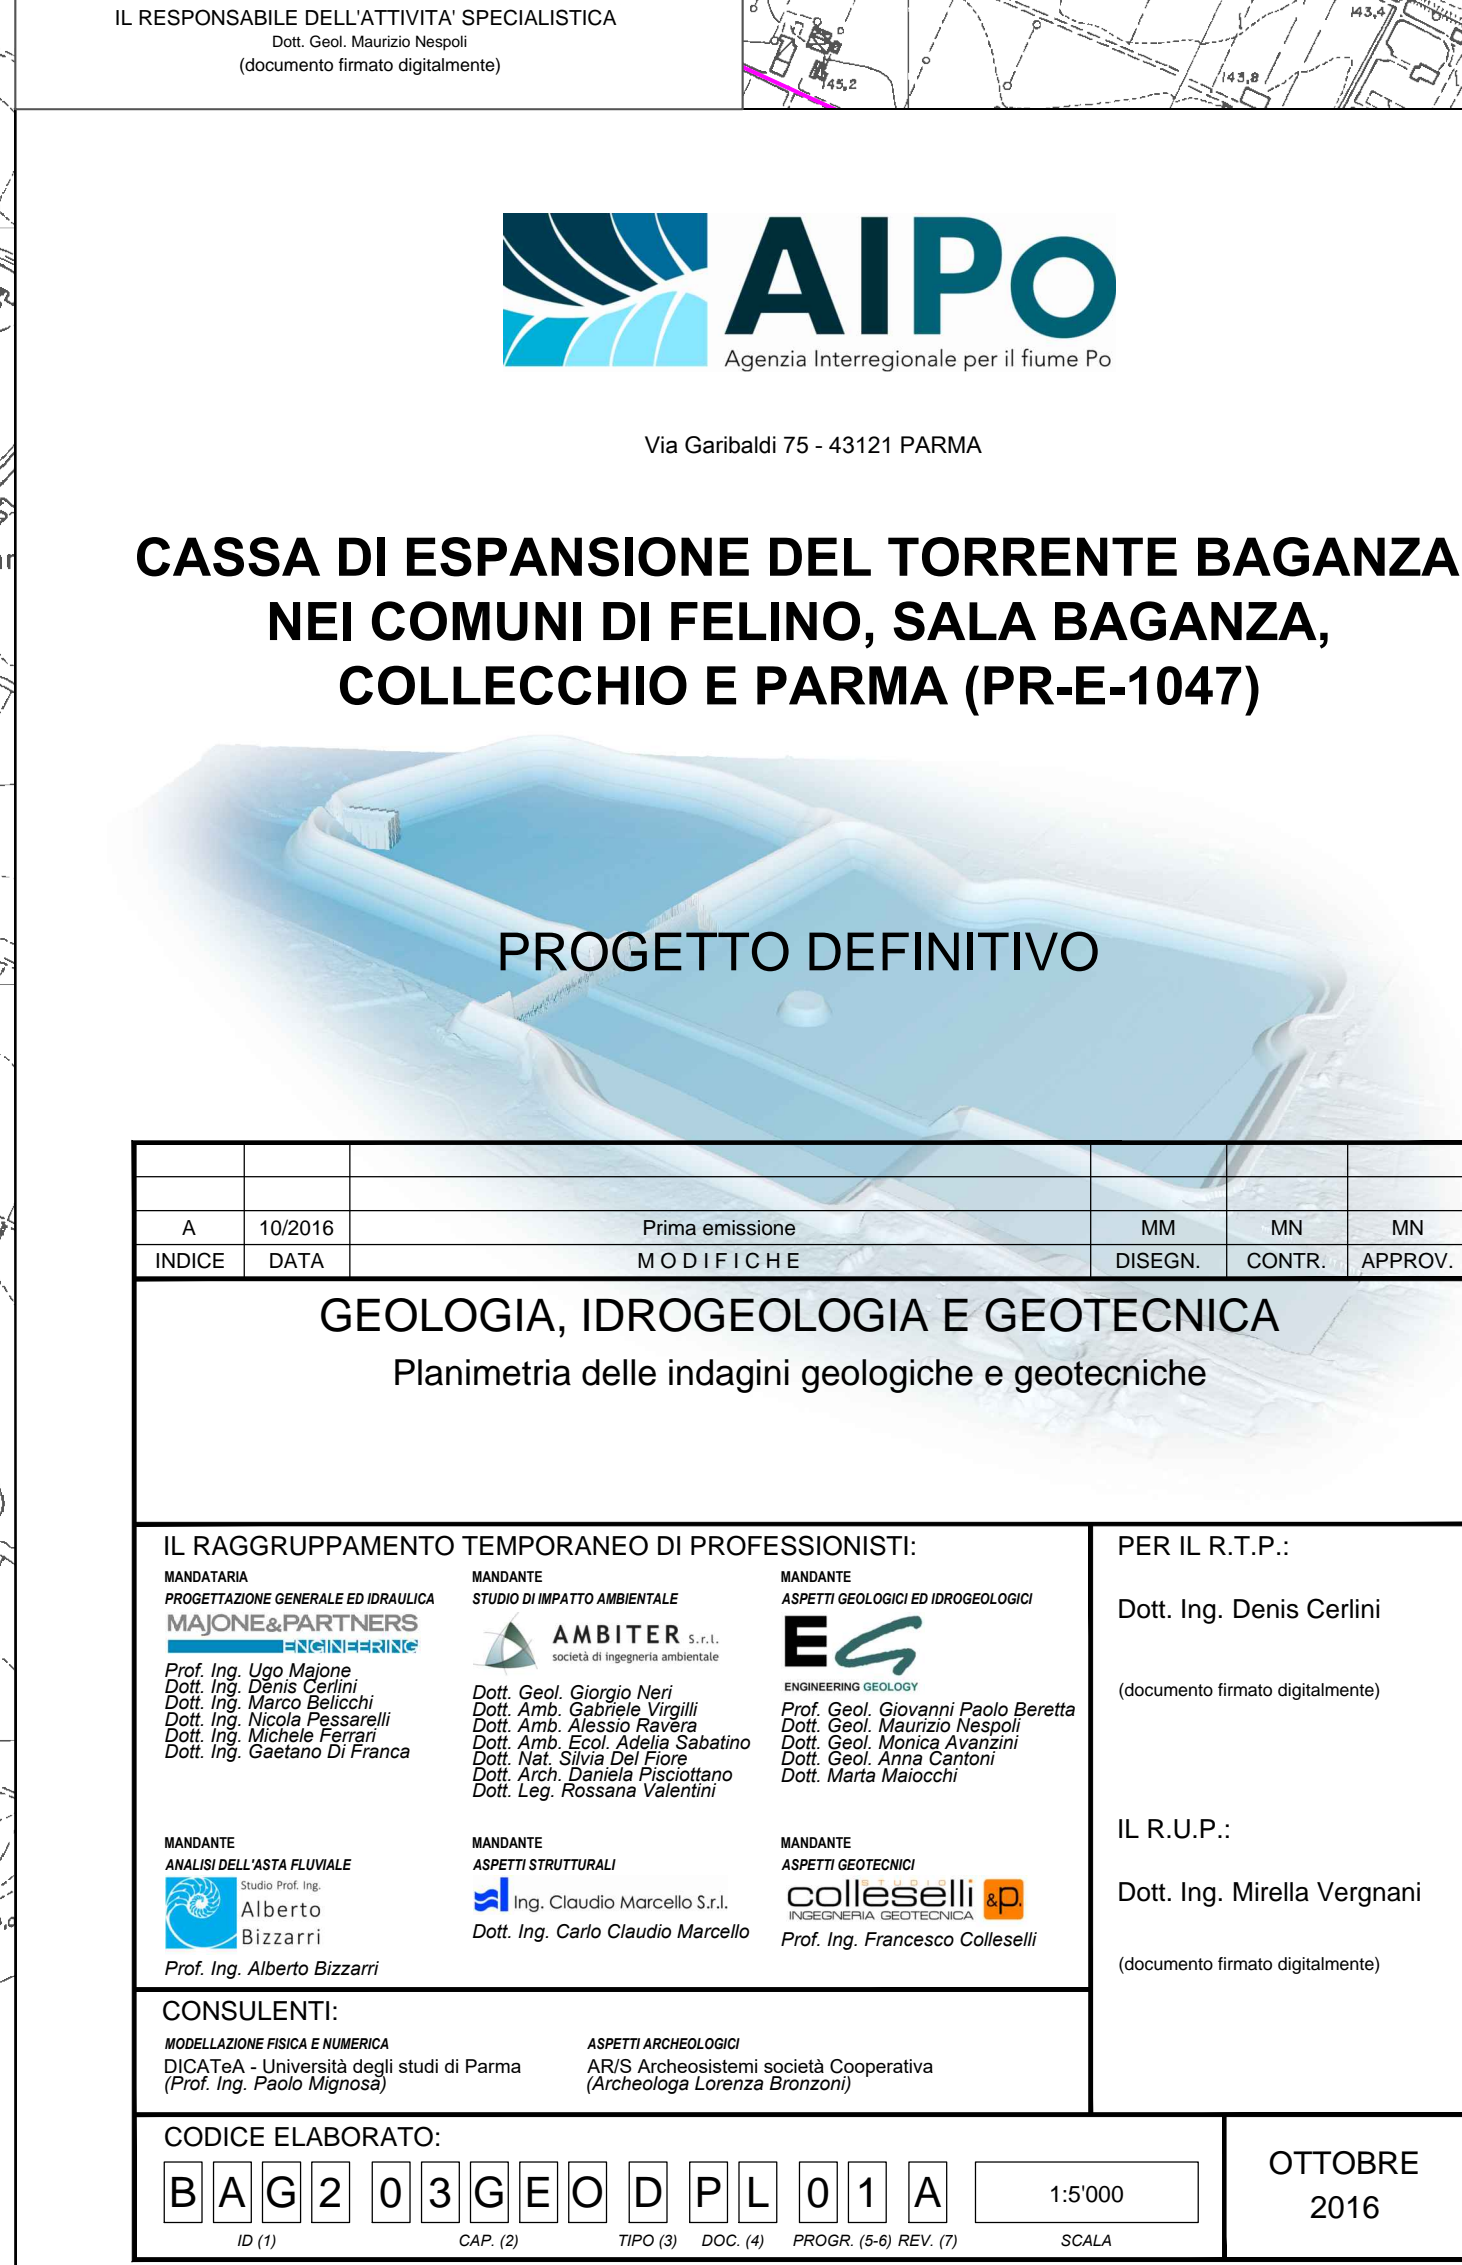 IL RESPONSABILE DELL'ATTIVITA' SPECIALISTICA
Dott. Geol. Maurizio Nespoli
(documento firmato digitalmente)
143,4
143,8
145,2
AIPo
Agenzia Interregionale per il fiume Po
Via Garibaldi 75 - 43121 PARMA
CASSA DI ESPANSIONE DEL TORRENTE BAGANZA
NEI COMUNI DI FELINO, SALA BAGANZA,
COLLECCHIO E PARMA (PR-E-1047)
PROGETTO DEFINITIVO
A 10/2016 Prima emissione MM MN MN
INDICE DATA MODIFICHE DISEGN. CONTR. APPROV.
GEOLOGIA, IDROGEOLOGIA E GEOTECNICA
Planimetria delle indagini geologiche e geotecniche
IL RAGGRUPPAMENTO TEMPORANEO DI PROFESSIONISTI:
MANDATARIA
PROGETTAZIONE GENERALE ED IDRAULICA
MAJONE&PARTNERS
ENGINEERING
Prof. Ing. Ugo Majone
Dott. Ing. Denis Cerlini
Dott. Ing. Marco Belicchi
Dott. Ing. Nicola Pessarelli
Dott. Ing. Michele Ferrari
Dott. Ing. Gaetano Di Franca
MANDANTE
STUDIO DI IMPATTO AMBIENTALE
AMBITER s.r.l.
società di ingegneria ambientale
Dott. Geol. Giorgio Neri
Dott. Amb. Gabriele Virgilli
Dott. Amb. Alessio Ravera
Dott. Amb. Ecol. Adelia Sabatino
Dott. Nat. Silvia Del Fiore
Dott. Arch. Daniela Pisciottano
Dott. Leg. Rossana Valentini
MANDANTE
ASPETTI GEOLOGICI ED IDROGEOLOGICI
EG
ENGINEERING GEOLOGY
Prof. Geol. Giovanni Paolo Beretta
Dott. Geol. Maurizio Nespoli
Dott. Geol. Monica Avanzini
Dott. Geol. Anna Cantoni
Dott. Marta Maiocchi
MANDANTE
ANALISI DELL'ASTA FLUVIALE
Studio Prof. Ing.
Alberto
Bizzarri
Prof. Ing. Alberto Bizzarri
MANDANTE
ASPETTI STRUTTURALI
Ing. Claudio Marcello S.r.l.
Dott. Ing. Carlo Claudio Marcello
MANDANTE
ASPETTI GEOTECNICI
STUDIO
colleselli &p.
INGEGNERIA GEOTECNICA
Prof. Ing. Francesco Colleselli
PER IL R.T.P.:
Dott. Ing. Denis Cerlini
(documento firmato digitalmente)
IL R.U.P.:
Dott. Ing. Mirella Vergnani
(documento firmato digitalmente)
CONSULENTI:
MODELLAZIONE FISICA E NUMERICA
DICATeA - Università degli studi di Parma
(Prof. Ing. Paolo Mignosa)
ASPETTI ARCHEOLOGICI
AR/S Archeosistemi società Cooperativa
(Archeologa Lorenza Bronzoni)
CODICE ELABORATO:
BAG2 03GEO D PL 01 A 1:5'000
ID (1) CAP. (2) TIPO (3) DOC. (4) PROGR. (5-6) REV. (7) SCALA
OTTOBRE
2016